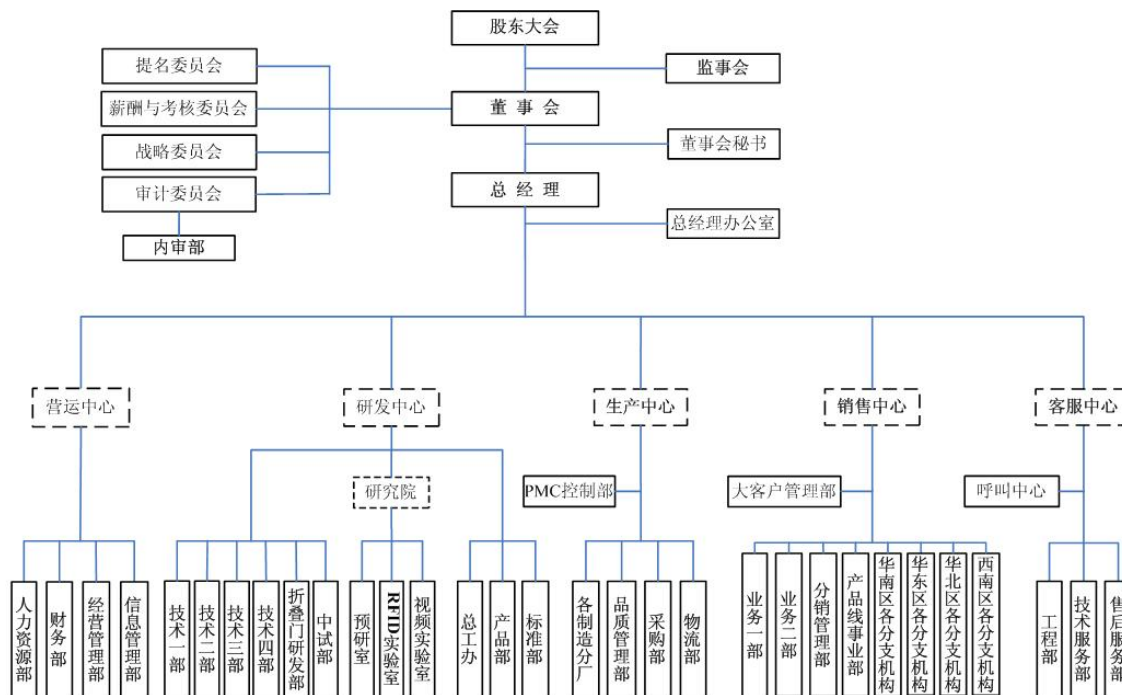 股东大会
提名委员会
监事会
薪酬与考核委员会
董事会
战略委员会
董事会秘书
审计委员会
总经理
总经理办公室
内审部
营运中心
研发中心
生产中心
销售中心
客服中心
研究院
PMC控制部
大客户管理部
呼叫中心
人力资源部
财务部
经营管理部
信息管理部
技术一部
技术二部
技术三部
技术四部
折叠门研发部
中试部
预研室
RFID实验室
视频实验室
总工办
产品部
标准部
各制造分厂
品质管理部
采购部
物流部
业务一部
业务二部
分销管理部
产品线事业部
华南区各分支机构
华东区各分支机构
华北区各分支机构
西南区各分支机构
工程部
技术服务部
售后服务部